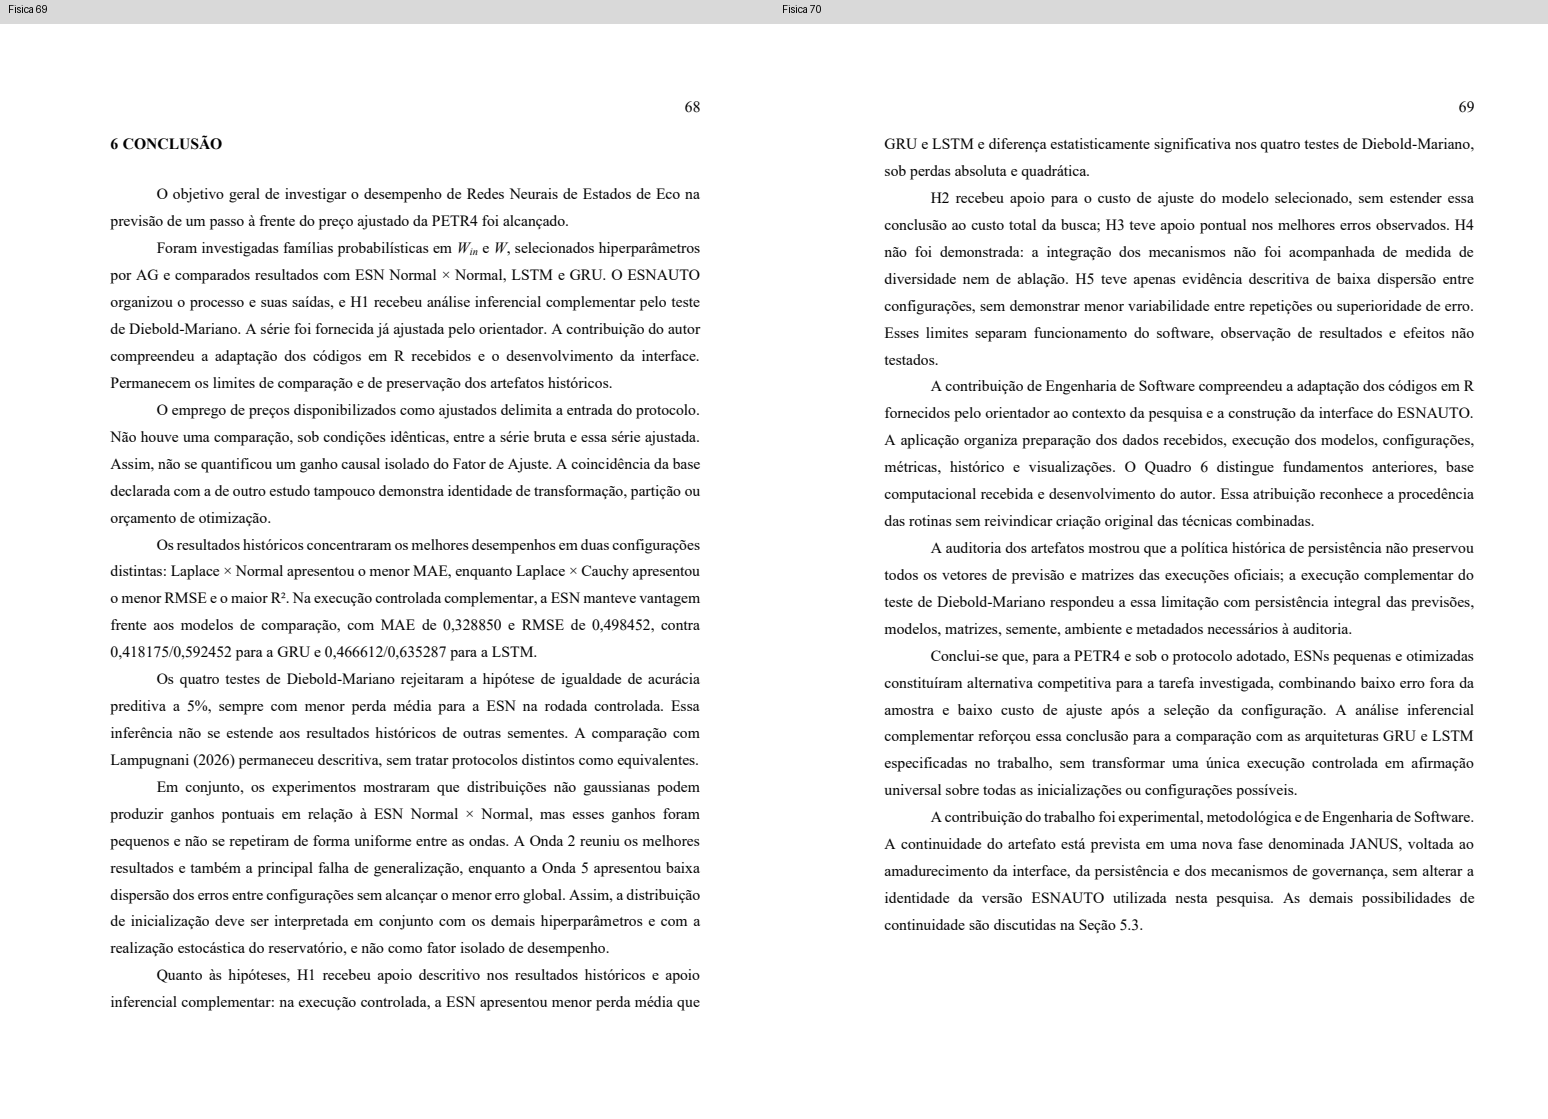 Fisica 69
68
6 CONCLUSÃO
O objetivo geral de investigar o desempenho de Redes Neurais de Estados de Eco na
previsão de um passo à frente do preço ajustado da PETR4 foi alcançado.
Foram investigadas famílias probabilísticas em Win e W, selecionados hiperparâmetros
por AG e comparados resultados com ESN Normal × Normal, LSTM e GRU. O ESNAUTO
organizou o processo e suas saídas, e H1 recebeu análise inferencial complementar pelo teste
de Diebold-Mariano. A série foi fornecida já ajustada pelo orientador. A contribuição do autor
compreendeu a adaptação dos códigos em R recebidos e o desenvolvimento da interface.
Permanecem os limites de comparação e de preservação dos artefatos históricos.
O emprego de preços disponibilizados como ajustados delimita a entrada do protocolo.
Não houve uma comparação, sob condições idênticas, entre a série bruta e essa série ajustada.
Assim, não se quantificou um ganho causal isolado do Fator de Ajuste. A coincidência da base
declarada com a de outro estudo tampouco demonstra identidade de transformação, partição ou
orçamento de otimização.
Os resultados históricos concentraram os melhores desempenhos em duas configurações
distintas: Laplace × Normal apresentou o menor MAE, enquanto Laplace × Cauchy apresentou
o menor RMSE e o maior R². Na execução controlada complementar, a ESN manteve vantagem
frente aos modelos de comparação, com MAE de 0,328850 e RMSE de 0,498452, contra
0,418175/0,592452 para a GRU e 0,466612/0,635287 para a LSTM.
Os quatro testes de Diebold-Mariano rejeitaram a hipótese de igualdade de acurácia
preditiva a 5%, sempre com menor perda média para a ESN na rodada controlada. Essa
inferência não se estende aos resultados históricos de outras sementes. A comparação com
Lampugnani (2026) permaneceu descritiva, sem tratar protocolos distintos como equivalentes.
Em conjunto, os experimentos mostraram que distribuições não gaussianas podem
produzir ganhos pontuais em relação à ESN Normal × Normal, mas esses ganhos foram
pequenos e não se repetiram de forma uniforme entre as ondas. A Onda 2 reuniu os melhores
resultados e também a principal falha de generalização, enquanto a Onda 5 apresentou baixa
dispersão dos erros entre configurações sem alcançar o menor erro global. Assim, a distribuição
de inicialização deve ser interpretada em conjunto com os demais hiperparâmetros e com a
realização estocástica do reservatório, e não como fator isolado de desempenho.
Quanto às hipóteses, H1 recebeu apoio descritivo nos resultados históricos e apoio
inferencial complementar: na execução controlada, a ESN apresentou menor perda média que
Fisica 70
69
GRU e LSTM e diferença estatisticamente significativa nos quatro testes de Diebold-Mariano,
sob perdas absoluta e quadrática.
H2 recebeu apoio para o custo de ajuste do modelo selecionado, sem estender essa
conclusão ao custo total da busca; H3 teve apoio pontual nos melhores erros observados. H4
não foi demonstrada: a integração dos mecanismos não foi acompanhada de medida de
diversidade nem de ablação. H5 teve apenas evidência descritiva de baixa dispersão entre
configurações, sem demonstrar menor variabilidade entre repetições ou superioridade de erro.
Esses limites separam funcionamento do software, observação de resultados e efeitos não
testados.
A contribuição de Engenharia de Software compreendeu a adaptação dos códigos em R
fornecidos pelo orientador ao contexto da pesquisa e a construção da interface do ESNAUTO.
A aplicação organiza preparação dos dados recebidos, execução dos modelos, configurações,
métricas, histórico e visualizações. O Quadro 6 distingue fundamentos anteriores, base
computacional recebida e desenvolvimento do autor. Essa atribuição reconhece a procedência
das rotinas sem reivindicar criação original das técnicas combinadas.
A auditoria dos artefatos mostrou que a política histórica de persistência não preservou
todos os vetores de previsão e matrizes das execuções oficiais; a execução complementar do
teste de Diebold-Mariano respondeu a essa limitação com persistência integral das previsões,
modelos, matrizes, semente, ambiente e metadados necessários à auditoria.
Conclui-se que, para a PETR4 e sob o protocolo adotado, ESNs pequenas e otimizadas
constituíram alternativa competitiva para a tarefa investigada, combinando baixo erro fora da
amostra e baixo custo de ajuste após a seleção da configuração. A análise inferencial
complementar reforçou essa conclusão para a comparação com as arquiteturas GRU e LSTM
especificadas no trabalho, sem transformar uma única execução controlada em afirmação
universal sobre todas as inicializações ou configurações possíveis.
A contribuição do trabalho foi experimental, metodológica e de Engenharia de Software.
A continuidade do artefato está prevista em uma nova fase denominada JANUS, voltada ao
amadurecimento da interface, da persistência e dos mecanismos de governança, sem alterar a
identidade da versão ESNAUTO utilizada nesta pesquisa. As demais possibilidades de
continuidade são discutidas na Seção 5.3.